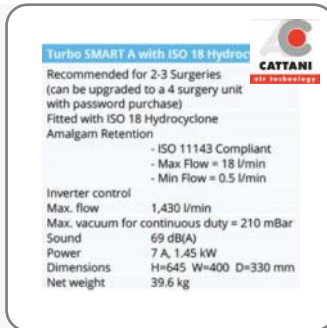 Turbo SMART A with ISO 18 Hydroc
CATTANI
air technology
Recommended for 2-3 Surgeries
(can be upgraded to a 4 surgery unit
with password purchase)
Fitted with ISO 18 Hydrocyclone
Amalgam Retention
- ISO 11143 Compliant
- Max Flow = 18 l/min
- Min Flow = 0.5 l/min
Inverter control
Max. flow 1,430 l/min
Max. vacuum for continuous duty = 210 mBar
Sound 69 dB(A)
Power 7 A, 1.45 kW
Dimensions H=645 W=400 D=330 mm
Net weight 39.6 kg